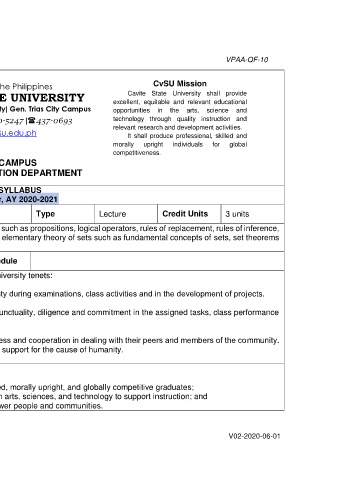 VPAA-QF-10
he Philippines
E UNIVERSITY
y| Gen. Trias City Campus
-5247 |☎437-0693
su.edu.ph
CvSU Mission
Cavite State University shall provide
excellent, equitable and relevant educational
opportunities in the arts, science and
technology through quality instruction and
relevant research and development activities.
It shall produce professional, skilled and
morally upright individuals for global
competitiveness.
CAMPUS
TION DEPARTMENT
SYLLABUS
r, AY 2020-2021
Type Lecture Credit Units 3 units
such as propositions, logical operators, rules of replacement, rules of inference,
elementary theory of sets such as fundamental concepts of sets, set theorems
edule
iversity tenets:
ty during examinations, class activities and in the development of projects.
unctuality, diligence and commitment in the assigned tasks, class performance
ess and cooperation in dealing with their peers and members of the community.
support for the cause of humanity.
ed, morally upright, and globally competitive graduates;
n arts, sciences, and technology to support instruction; and
wer people and communities.
V02-2020-06-01